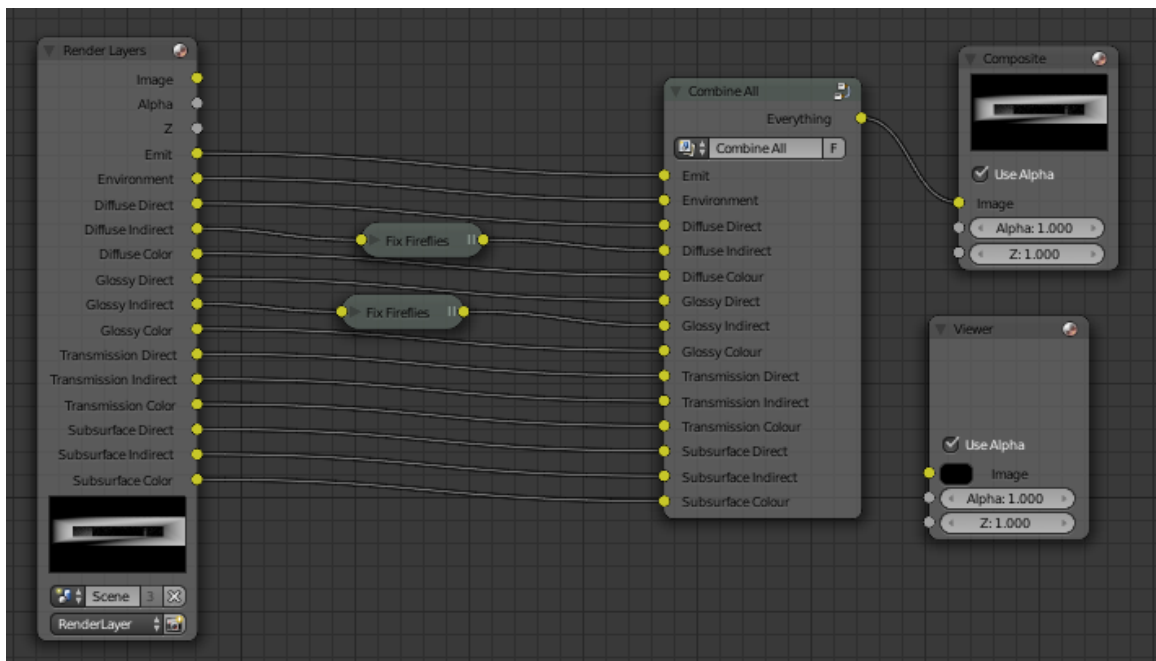 Render Layers
Image
Alpha
Z
Emit
Environment
Diffuse Direct
Diffuse Indirect
Diffuse Color
Glossy Direct
Glossy Indirect
Glossy Color
Transmission Direct
Transmission Indirect
Transmission Color
Subsurface Direct
Subsurface Indirect
Subsurface Color
Scene 3
RenderLayer
Fix Fireflies
Fix Fireflies
Combine All
Everything
Combine All F
Emit
Environment
Diffuse Direct
Diffuse Indirect
Diffuse Colour
Glossy Direct
Glossy Indirect
Glossy Colour
Transmission Direct
Transmission Indirect
Transmission Colour
Subsurface Direct
Subsurface Indirect
Subsurface Colour
Composite
Use Alpha
Image
Alpha: 1.000
Z: 1.000
Viewer
Use Alpha
Image
Alpha: 1.000
Z: 1.000